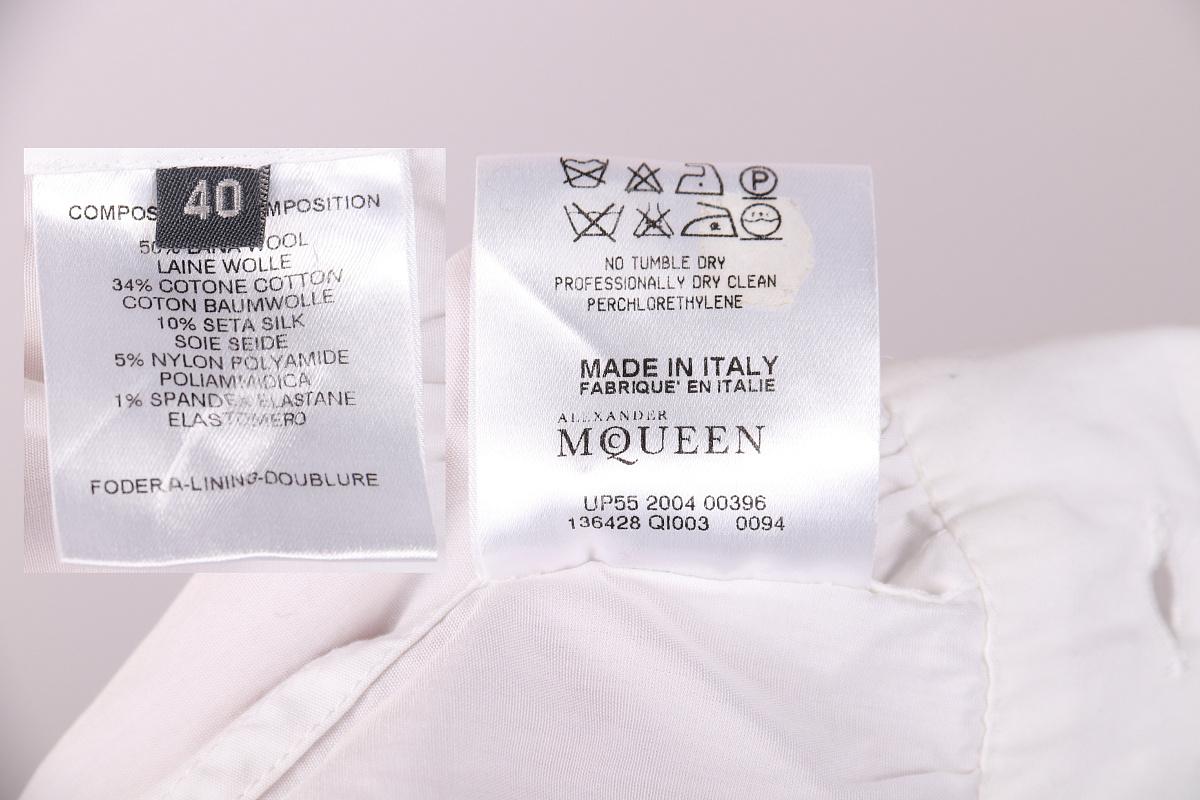 40
COMPOS MPOSITION
50% LANA WOOL
LAINE WOLLE
34% COTONE COTTON
COTON BAUMWOLLE
10% SETA SILK
SOIE SEIDE
5% NYLON POLYAMIDE
POLIAMMIDICA
1% SPANDEX ELASTANE
ELASTOMERO
FODERA-LINING-DOUBLURE
P
NO TUMBLE DRY
PROFESSIONALLY DRY CLEAN
PERCHLORETHYLENE
MADE IN ITALY
FABRIQUE' EN ITALIE
ALEXANDER
MCQUEEN
UP55 2004 00396
136428 QI003 0094